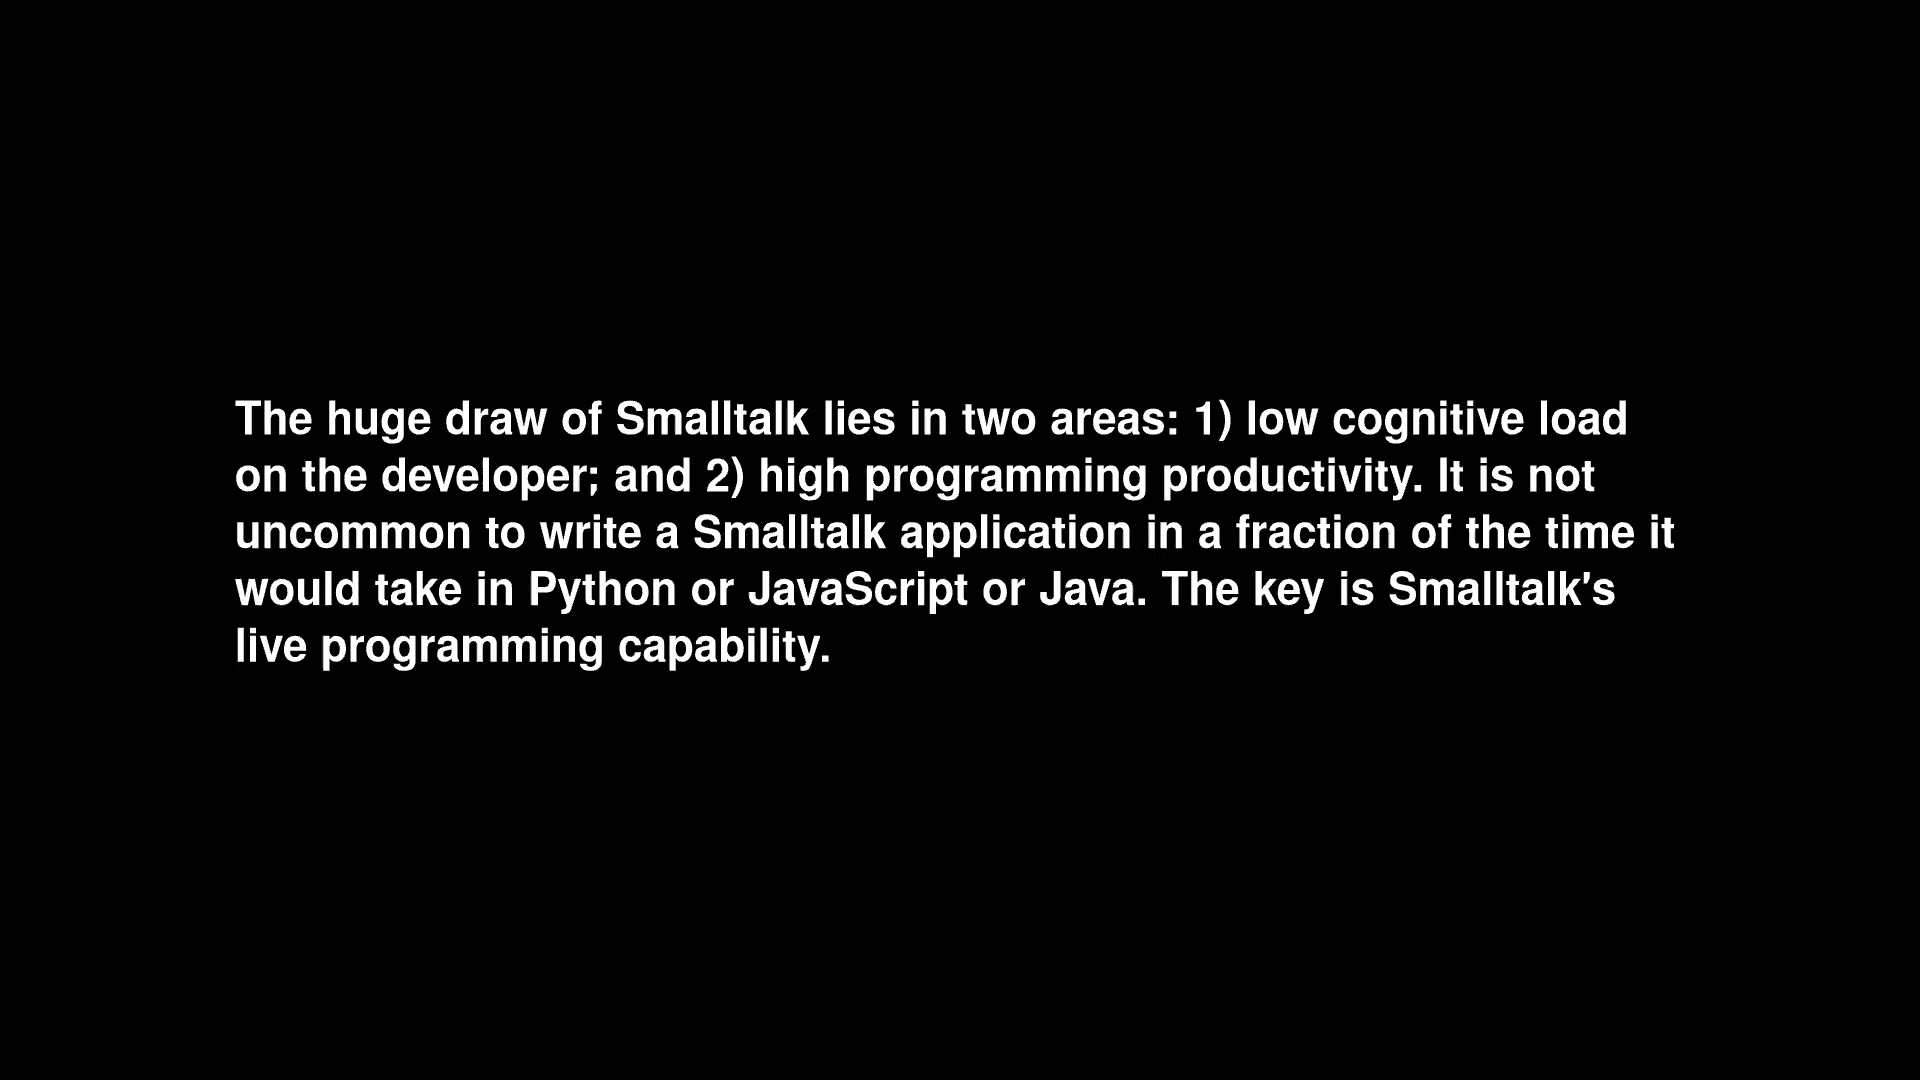 The huge draw of Smalltalk lies in two areas: 1) low cognitive load
on the developer; and 2) high programming productivity. It is not
uncommon to write a Smalltalk application in a fraction of the time it
would take in Python or JavaScript or Java. The key is Smalltalk's
live programming capability.